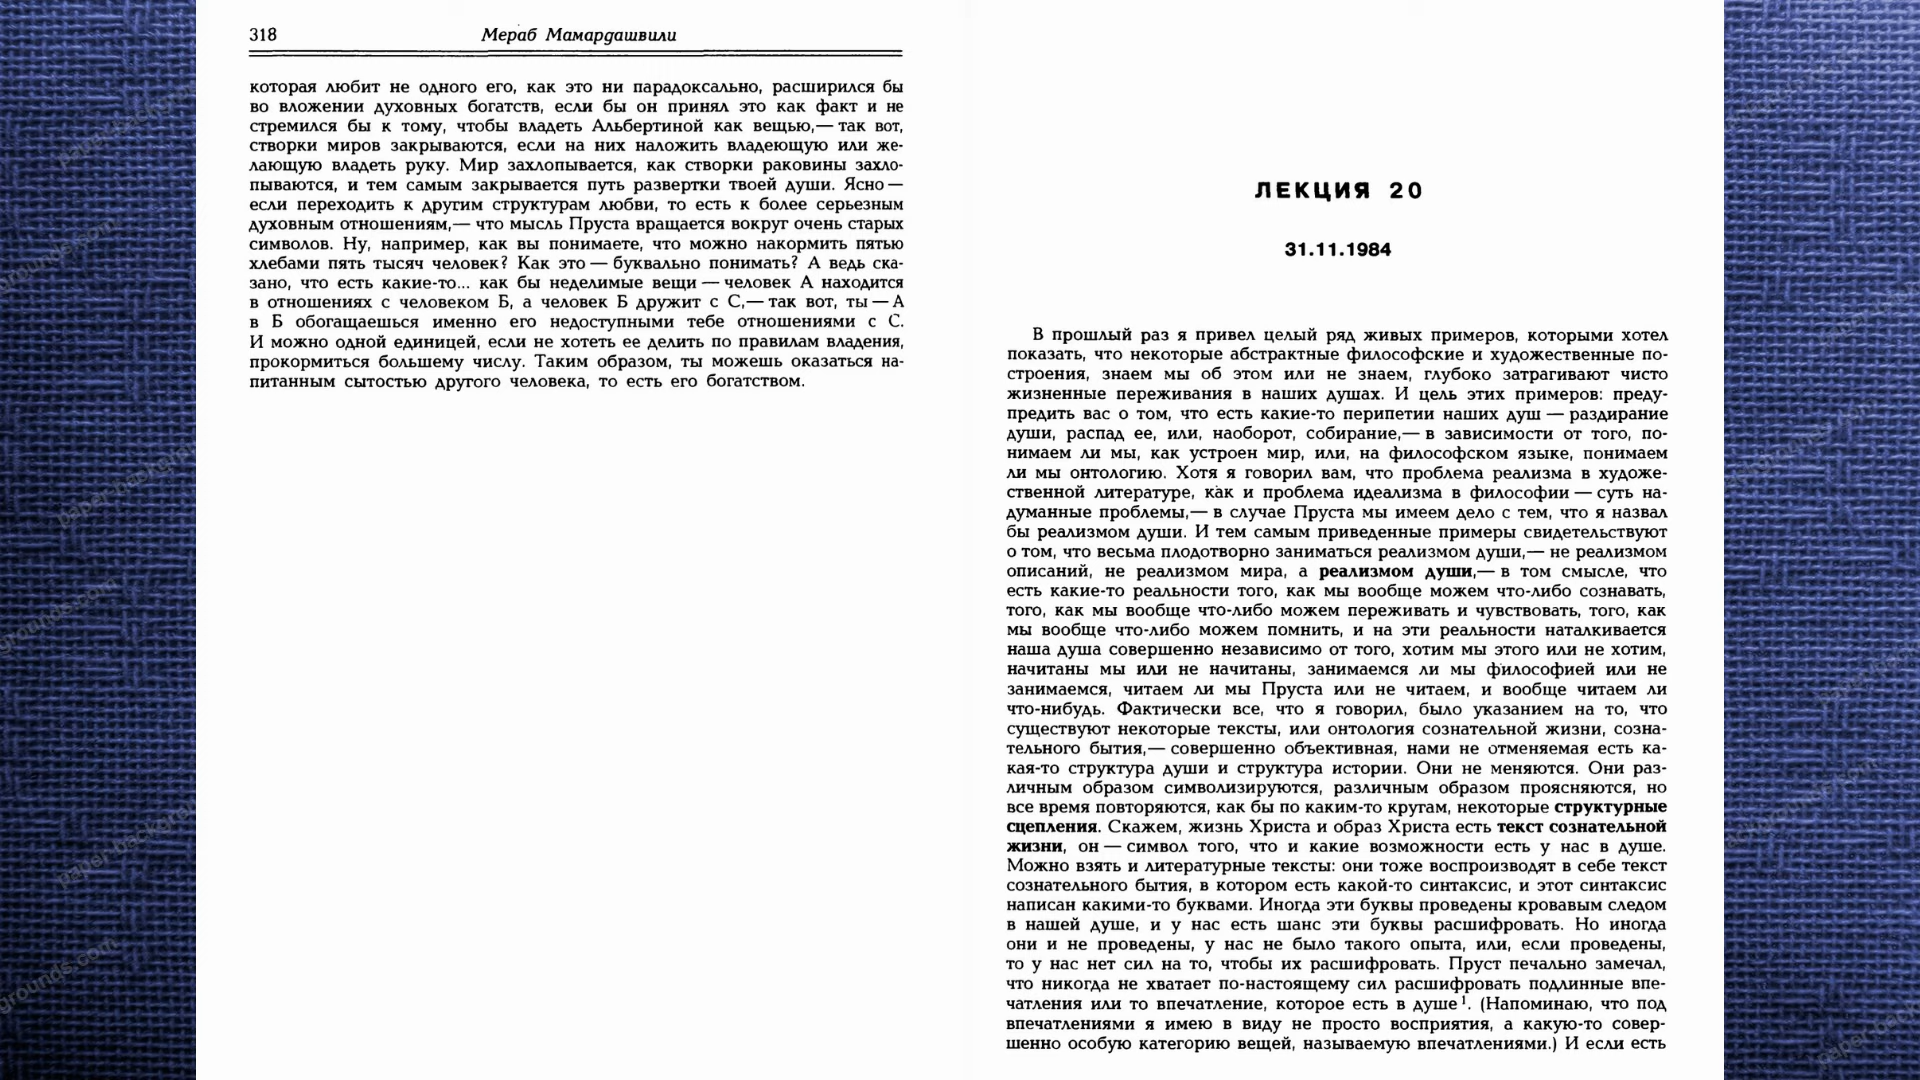 318
Мераб Мамардашвили
которая любит не одного его, как это ни парадоксально, расширился бы
во вложении духовных богатств, если бы он принял это как факт и не
стремился бы к тому, чтобы владеть Альбертиной как вещью,— так вот,
створки миров закрываются, если на них наложить владеющую или же-
лающую владеть руку. Мир захлопывается, как створки раковины захло-
пываются, и тем самым закрывается путь развертки твоей души. Ясно —
если переходить к другим структурам любви, то есть к более серьезным
духовным отношениям,— что мысль Пруста вращается вокруг очень старых
символов. Ну, например, как вы понимаете, что можно накормить пятью
хлебами пять тысяч человек? Как это — буквально понимать? А ведь ска-
зано, что есть какие-то... как бы неделимые вещи — человек А находится
в отношениях с человеком Б, а человек Б дружит с С,— так вот, ты — А
в Б обогащаешься именно его недоступными тебе отношениями с С.
И можно одной единицей, если не хотеть ее делить по правилам владения,
прокормиться большему числу. Таким образом, ты можешь оказаться на-
питанным сытостью другого человека, то есть его богатством.
ЛЕКЦИЯ 20
31.11.1984
В прошлый раз я привел целый ряд живых примеров, которыми хотел
показать, что некоторые абстрактные философские и художественные по-
строения, знаем мы об этом или не знаем, глубоко затрагивают чисто
жизненные переживания в наших душах. И цель этих примеров: преду-
предить вас о том, что есть какие-то перипетии наших душ — раздирание
души, распад ее, или, наоборот, собирание,— в зависимости от того, по-
нимаем ли мы, как устроен мир, или, на философском языке, понимаем
ли мы онтологию. Хотя я говорил вам, что проблема реализма в художе-
ственной литературе, как и проблема идеализма в философии — суть на-
думанные проблемы,— в случае Пруста мы имеем дело с тем, что я назвал
бы реализмом души. И тем самым приведенные примеры свидетельствуют
о том, что весьма плодотворно заниматься реализмом души,— не реализмом
описаний, не реализмом мира, а реализмом души,— в том смысле, что
есть какие-то реальности того, как мы вообще можем что-либо сознавать,
того, как мы вообще что-либо можем переживать и чувствовать, того, как
мы вообще что-либо можем помнить, и на эти реальности наталкивается
наша душа совершенно независимо от того, хотим мы этого или не хотим,
начитаны мы или не начитаны, занимаемся ли мы философией или не
занимаемся, читаем ли мы Пруста или не читаем, и вообще читаем ли
что-нибудь. Фактически все, что я говорил, было указанием на то, что
существуют некоторые тексты, или онтология сознательной жизни, созна-
тельного бытия,— совершенно объективная, нами не отменяемая есть ка-
кая-то структура души и структура истории. Они не меняются. Они раз-
личным образом символизируются, различным образом проясняются, но
все время повторяются, как бы по каким-то кругам, некоторые структурные
сцепления. Скажем, жизнь Христа и образ Христа есть текст сознательной
жизни, он — символ того, что и какие возможности есть у нас в душе.
Можно взять и литературные тексты: они тоже воспроизводят в себе текст
сознательного бытия, в котором есть какой-то синтаксис, и этот синтаксис
написан какими-то буквами. Иногда эти буквы проведены кровавым следом
в нашей душе, и у нас есть шанс эти буквы расшифровать. Но иногда
они и не проведены, у нас не было такого опыта, или, если проведены,
то у нас нет сил на то, чтобы их расшифровать. Пруст печально замечал,
что никогда не хватает по-настоящему сил расшифровать подлинные впе-
чатления или то впечатление, которое есть в душе ¹. (Напоминаю, что под
впечатлениями я имею в виду не просто восприятия, а какую-то совер-
шенно особую категорию вещей, называемую впечатлениями.) И если есть